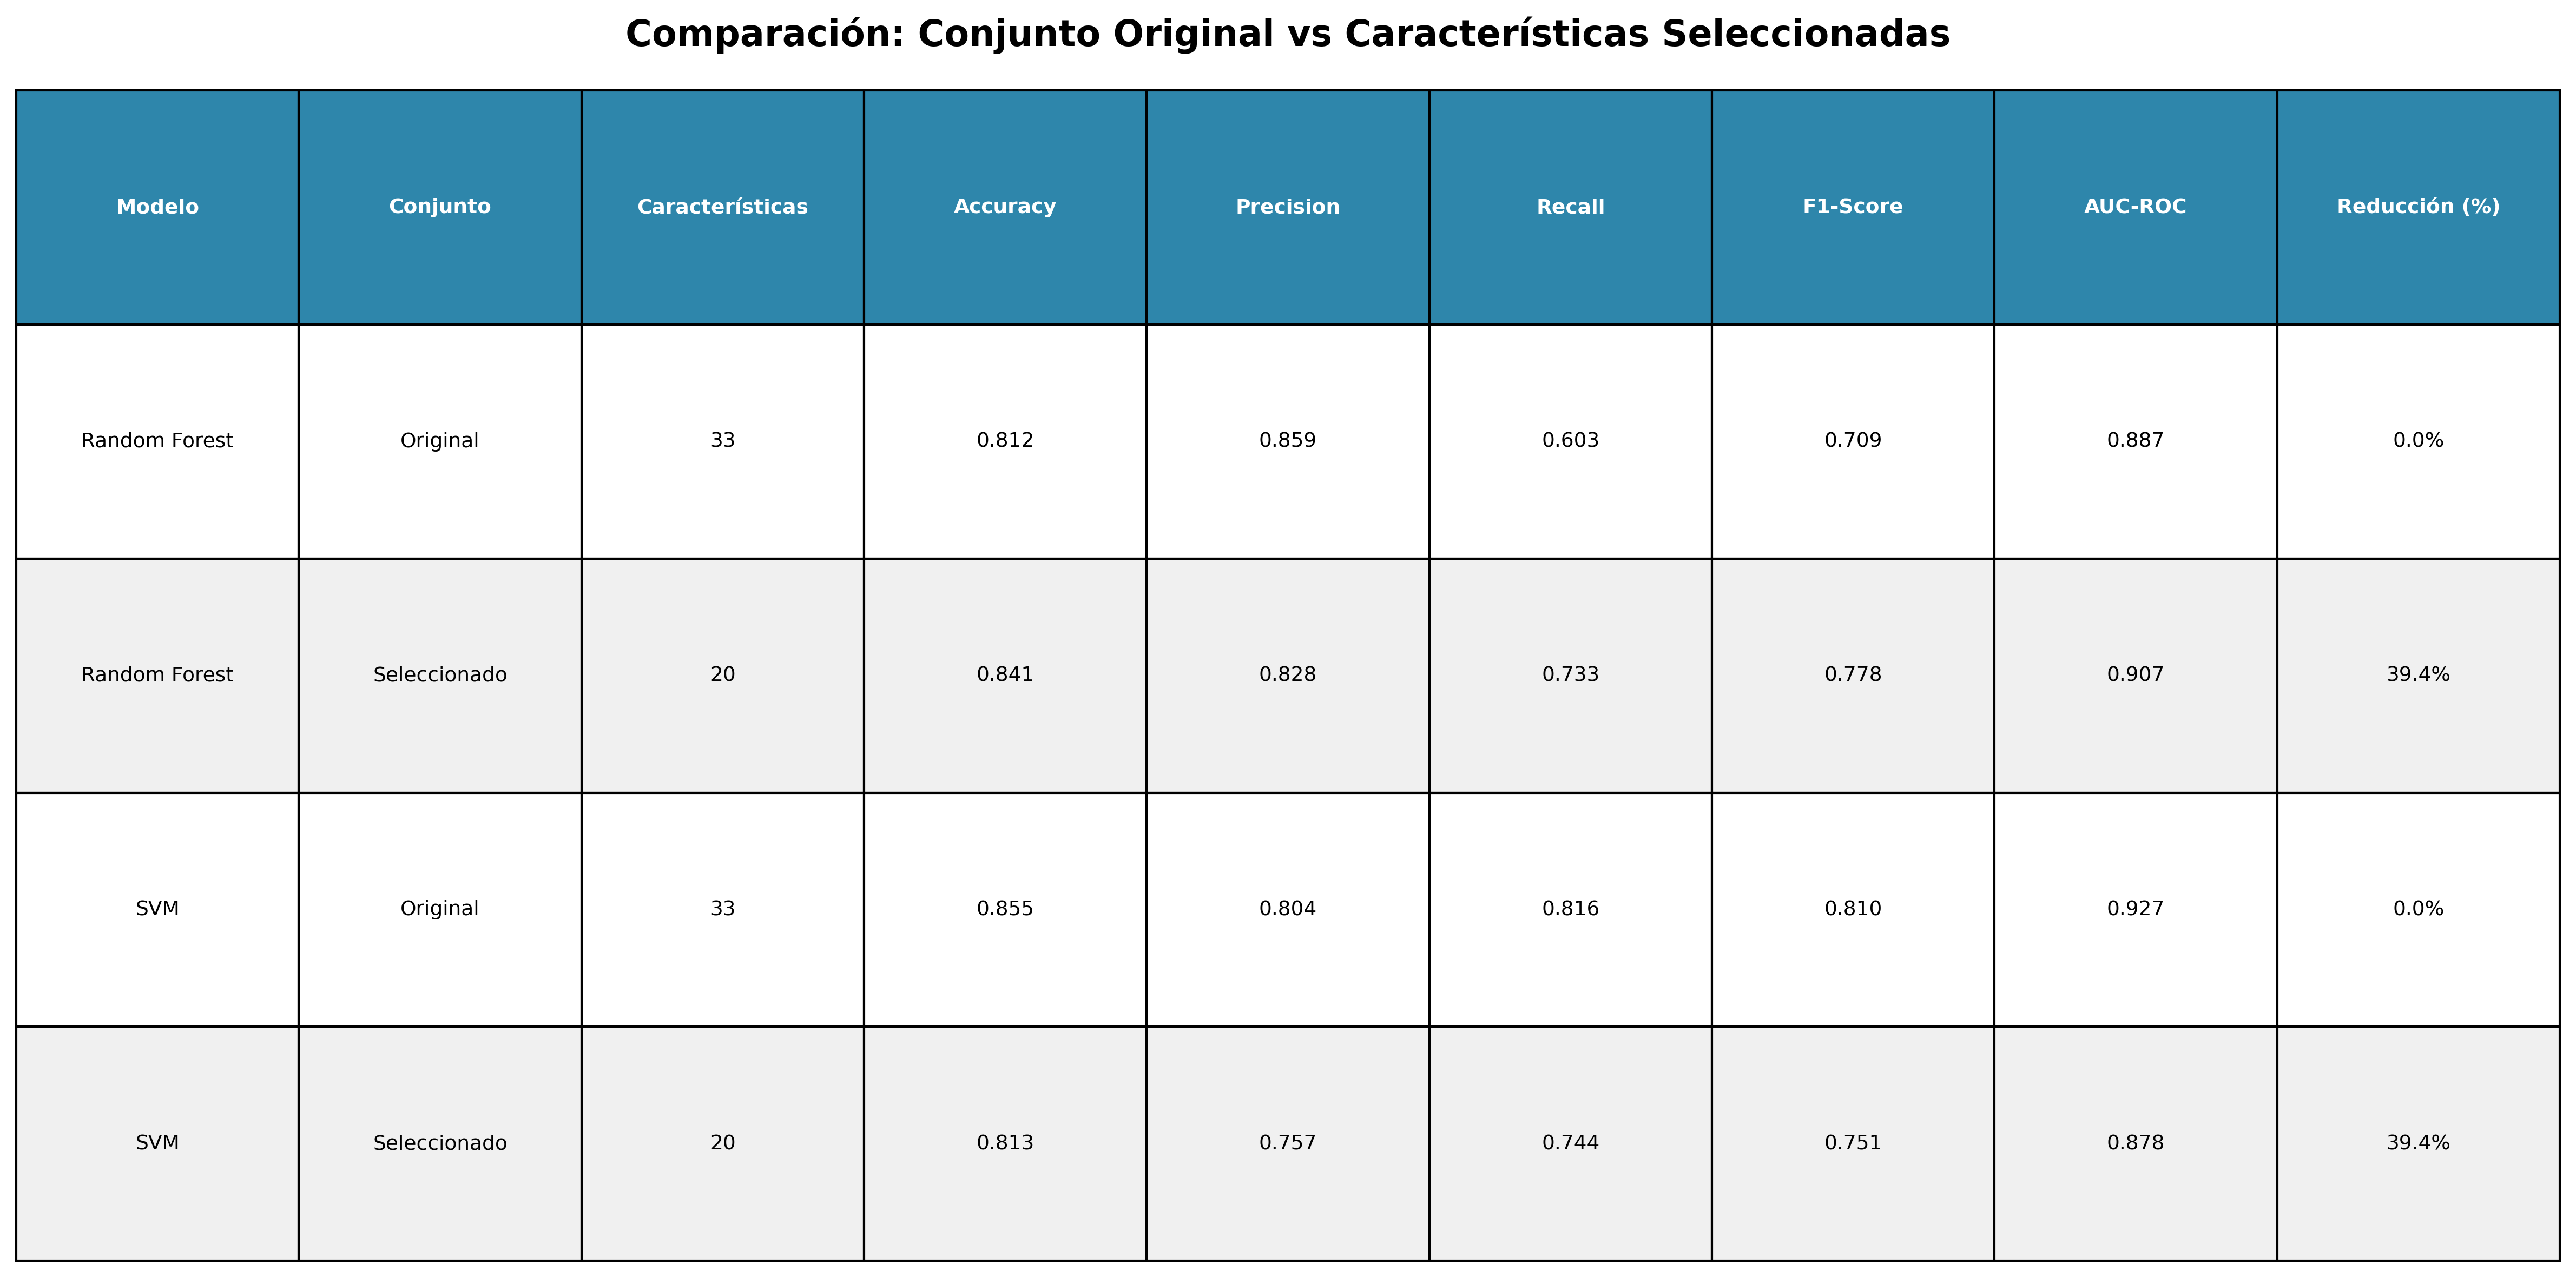 Comparación: Conjunto Original vs Características Seleccionadas
Modelo Conjunto Características Accuracy Precision Recall F1-Score AUC-ROC Reducción (%)
Random Forest Original 33 0.812 0.859 0.603 0.709 0.887 0.0%
Random Forest Seleccionado 20 0.841 0.828 0.733 0.778 0.907 39.4%
SVM Original 33 0.855 0.804 0.816 0.810 0.927 0.0%
SVM Seleccionado 20 0.813 0.757 0.744 0.751 0.878 39.4%